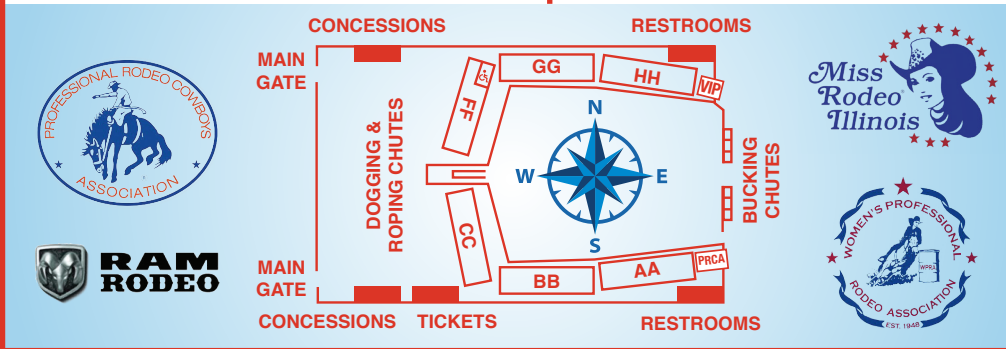 CONCESSIONS
RESTROOMS
MAIN
GATE
GG
HH
VIP
FF
DOGGING &
ROPING CHUTES
N
W
E
S
BUCKING
CHUTES
CC
MAIN
GATE
BB
AA
PRCA
CONCESSIONS
TICKETS
RESTROOMS
PROFESSIONAL RODEO COWBOYS
ASSOCIATION
RAM
RODEO
Miss
Rodeo
Illinois
WOMEN'S PROFESSIONAL
WPRA
RODEO ASSOCIATION
EST. 1948